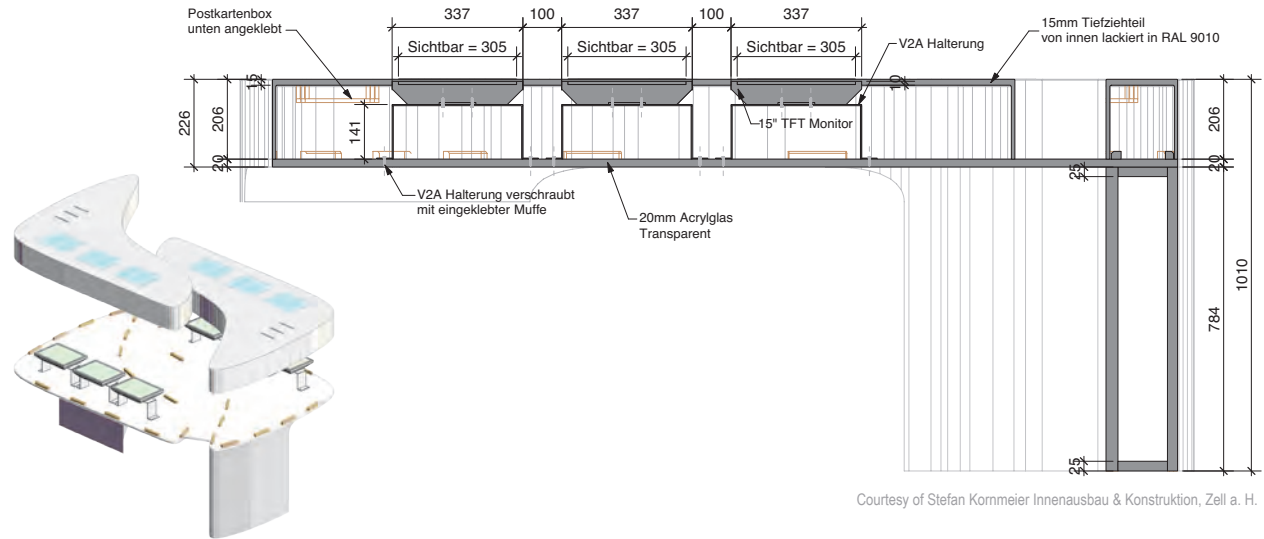 Postkartenbox
unten angeklebt
337
100
337
100
337
Sichtbar = 305
Sichtbar = 305
Sichtbar = 305
V2A Halterung
15mm Tiefziehteil
von innen lackiert in RAL 9010
15
10
226
206
141
20
15" TFT Monitor
206
20
V2A Halterung verschraubt
mit eingeklebter Muffe
20mm Acrylglas
Transparent
25
784
1010
25
Courtesy of Stefan Kornmeier Innenausbau & Konstruktion, Zell a. H.